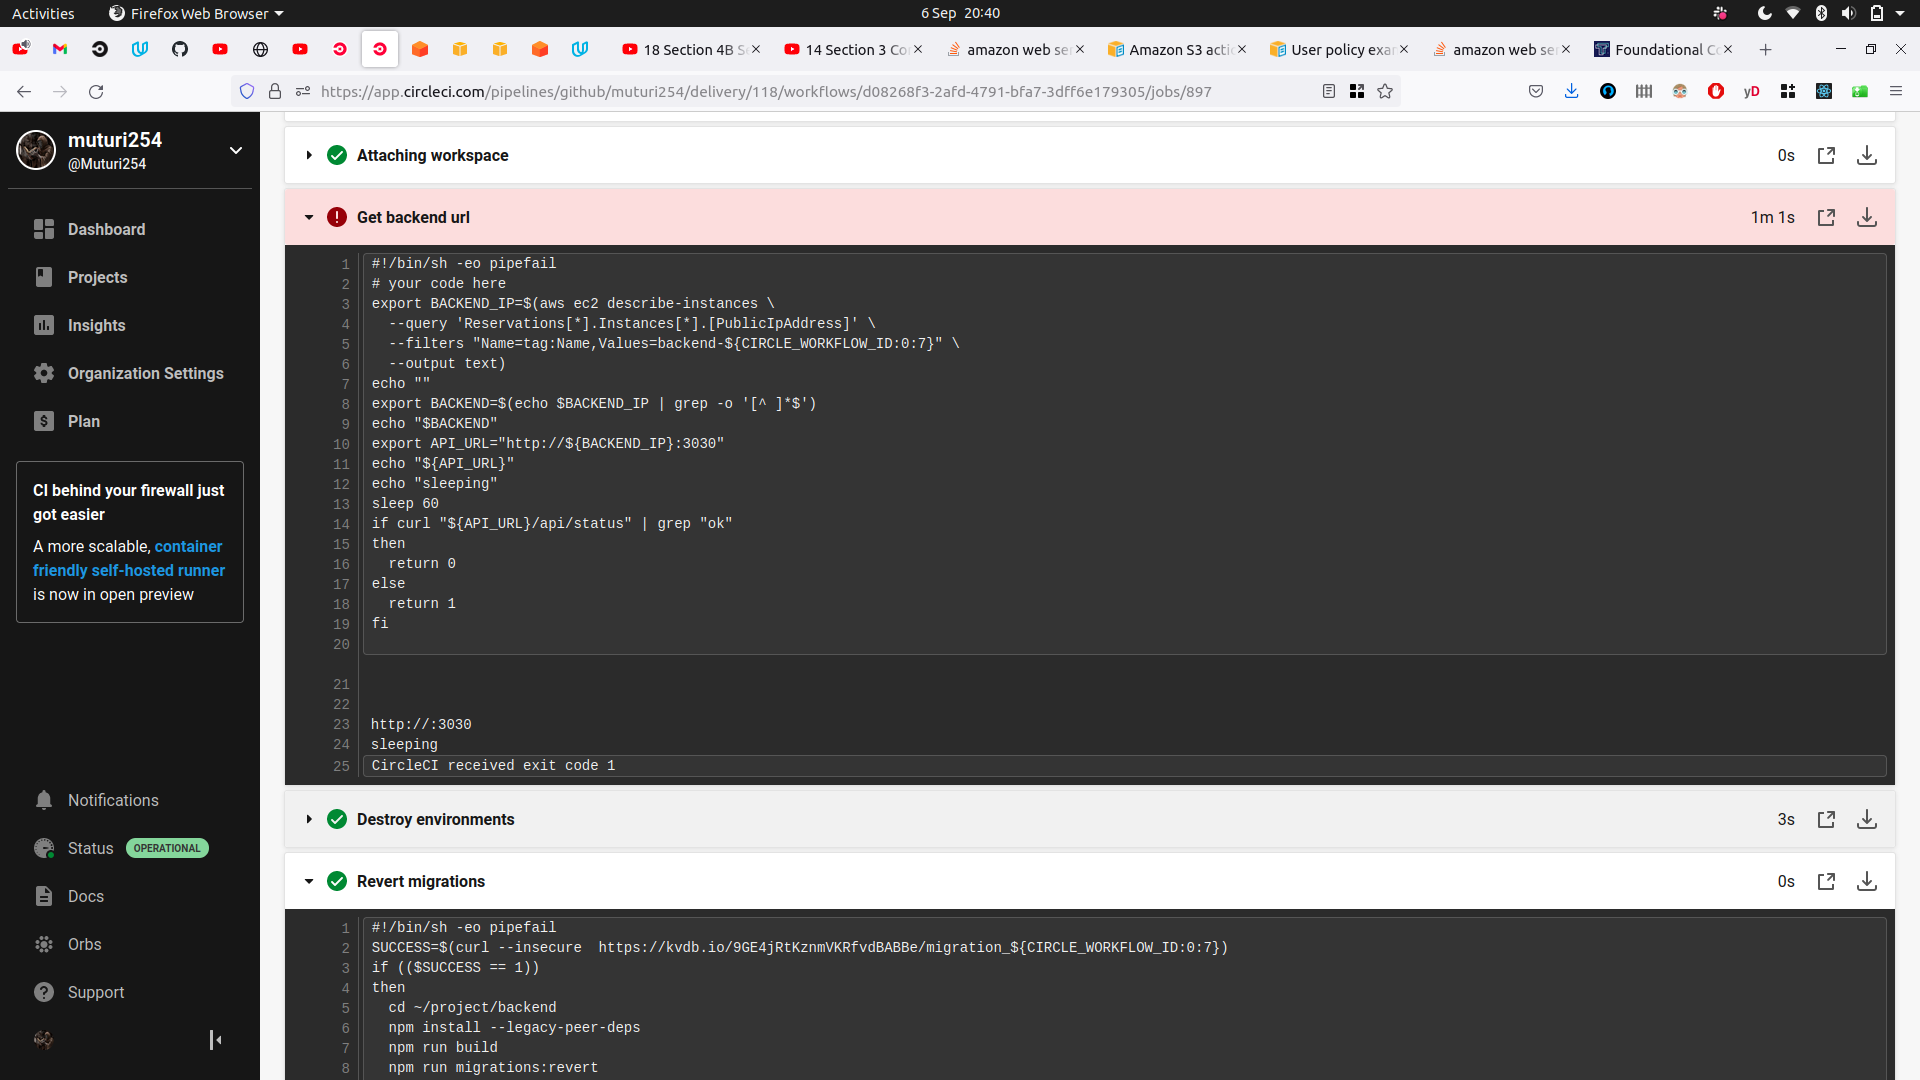 Activities
Firefox Web Browser
6 Sep 20:40
18 Section 4B S
14 Section 3 Co
amazon web se
Amazon S3 acti
User policy exa
amazon web se
Foundational C
https://app.circleci.com/pipelines/github/muturi254/delivery/118/workflows/d08268f3-2afd-4791-bfa7-3dff6e179305/jobs/897
yD
muturi254
@Muturi254
Dashboard
Projects
Insights
Organization Settings
Plan
CI behind your firewall just
got easier
A more scalable, container
friendly self-hosted runner
is now in open preview
Notifications
Status OPERATIONAL
Docs
Orbs
Support
Attaching workspace
0s
Get backend url
1m 1s
1 #!/bin/sh -eo pipefail
2 # your code here
3 export BACKEND_IP=$(aws ec2 describe-instances \
4 --query 'Reservations[*].Instances[*].[PublicIpAddress]' \
5 --filters "Name=tag:Name,Values=backend-${CIRCLE_WORKFLOW_ID:0:7}" \
6 --output text)
7 echo ""
8 export BACKEND=$(echo $BACKEND_IP | grep -o '[^ ]*$')
9 echo "$BACKEND"
10 export API_URL="http://${BACKEND_IP}:3030"
11 echo "${API_URL}"
12 echo "sleeping"
13 sleep 60
14 if curl "${API_URL}/api/status" | grep "ok"
15 then
16 return 0
17 else
18 return 1
19 fi
20
21
22
23 http://:3030
24 sleeping
25 CircleCI received exit code 1
Destroy environments
3s
Revert migrations
0s
1 #!/bin/sh -eo pipefail
2 SUCCESS=$(curl --insecure  https://kvdb.io/9GE4jRtKznmVKRfvdBABBe/migration_${CIRCLE_WORKFLOW_ID:0:7})
3 if (($SUCCESS == 1))
4 then
5 cd ~/project/backend
6 npm install --legacy-peer-deps
7 npm run build
8 npm run migrations:revert